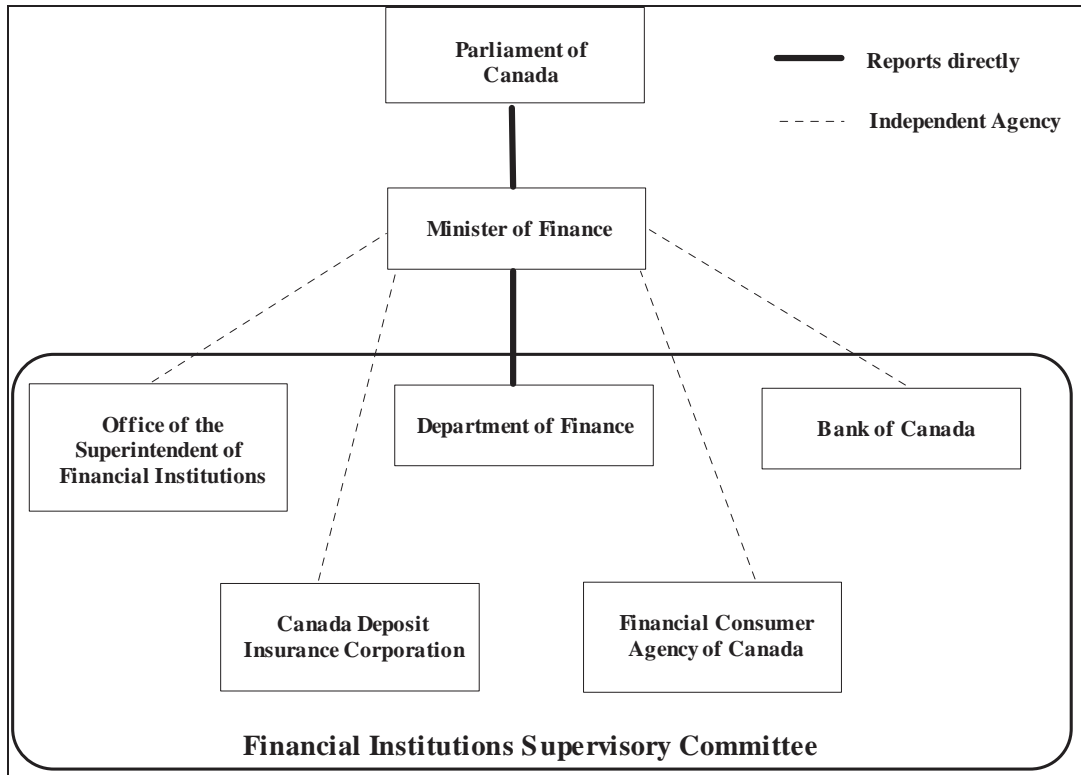 Parliament of
Canada
Reports directly
Independent Agency
Minister of Finance
Office of the
Superintendent of
Financial Institutions
Department of Finance
Bank of Canada
Canada Deposit
Insurance Corporation
Financial Consumer
Agency of Canada
Financial Institutions Supervisory Committee